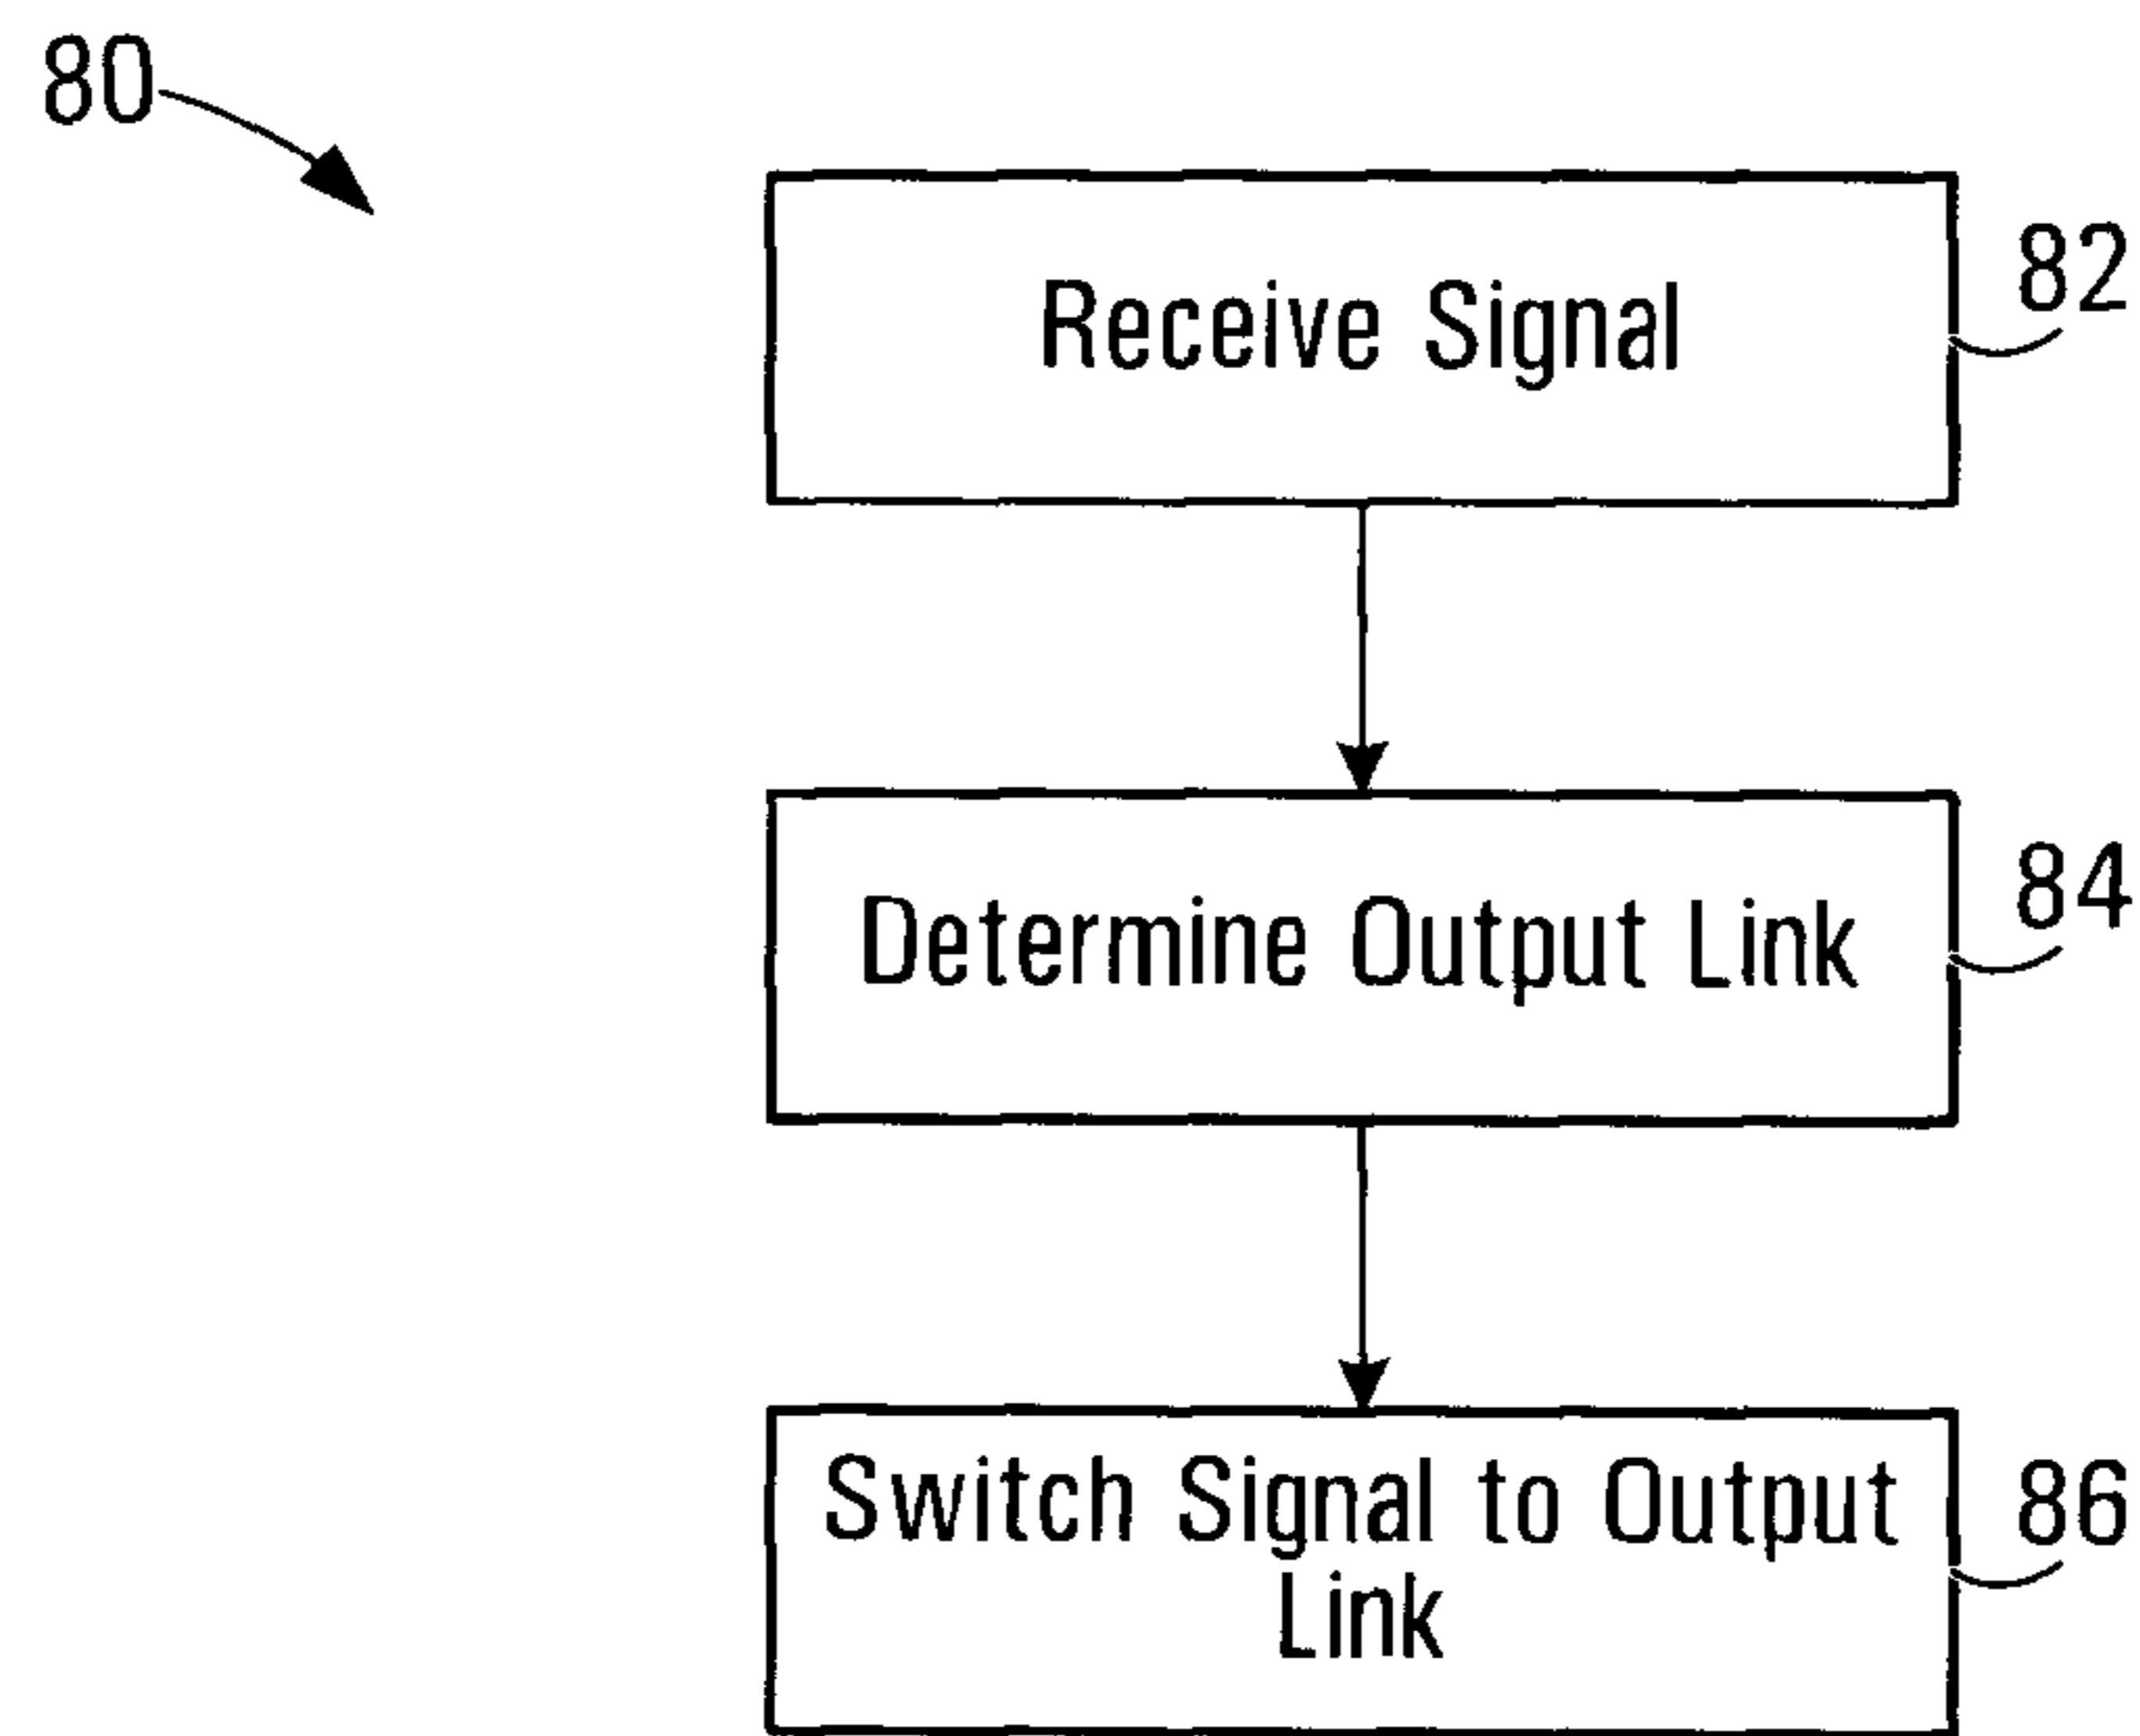 80
Receive Signal
82
Determine Output Link
84
Switch Signal to Output
Link
86